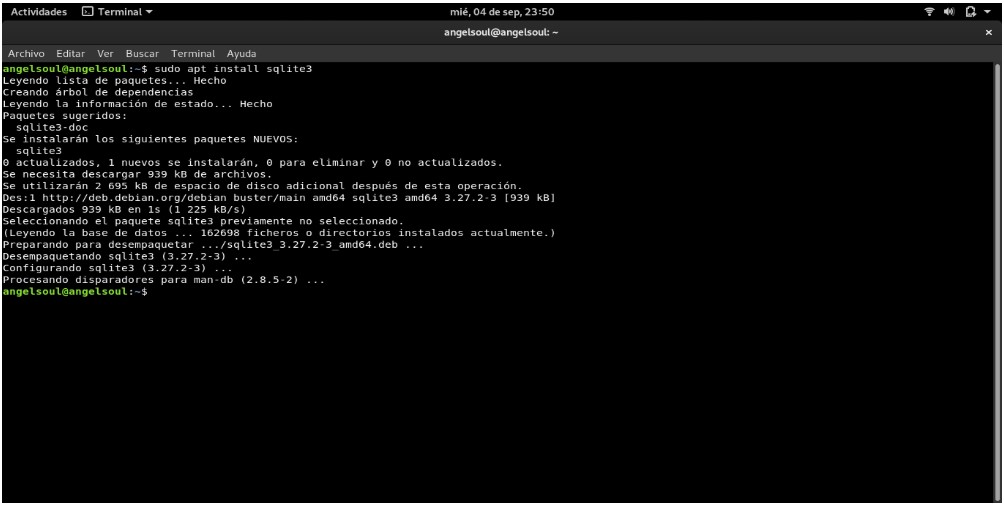 Actividades Terminal mié, 04 de sep, 23:50
angelsoul@angelsoul: ~ ×
Archivo Editar Ver Buscar Terminal Ayuda
angelsoul@angelsoul:~$ sudo apt install sqlite3
Leyendo lista de paquetes... Hecho
Creando árbol de dependencias
Leyendo la información de estado... Hecho
Paquetes sugeridos:
  sqlite3-doc
Se instalarán los siguientes paquetes NUEVOS:
  sqlite3
0 actualizados, 1 nuevos se instalarán, 0 para eliminar y 0 no actualizados.
Se necesita descargar 939 kB de archivos.
Se utilizarán 2 695 kB de espacio de disco adicional después de esta operación.
Des:1 http://deb.debian.org/debian buster/main amd64 sqlite3 amd64 3.27.2-3 [939 kB]
Descargados 939 kB en 1s (1 225 kB/s)
Seleccionando el paquete sqlite3 previamente no seleccionado.
(Leyendo la base de datos ... 162698 ficheros o directorios instalados actualmente.)
Preparando para desempaquetar .../sqlite3_3.27.2-3_amd64.deb ...
Desempaquetando sqlite3 (3.27.2-3) ...
Configurando sqlite3 (3.27.2-3) ...
Procesando disparadores para man-db (2.8.5-2) ...
angelsoul@angelsoul:~$